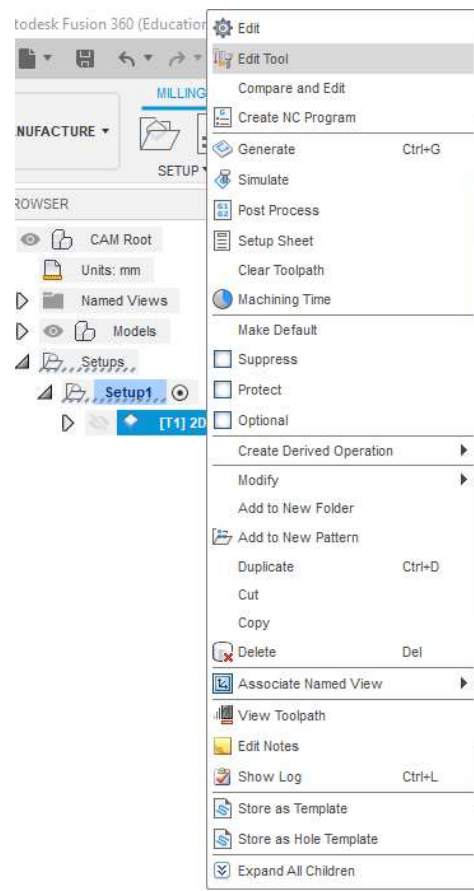 todesk Fusion 360 (Education
MILLING
NUFACTURE
SETUP
ROWSER
CAM Root
Units: mm
Named Views
Models
Setups
Setup1
[T1] 2D
Edit
Edit Tool
Compare and Edit
Create NC Program
Generate Ctrl+G
Simulate
G1
G2
Post Process
Setup Sheet
Clear Toolpath
Machining Time
Make Default
Suppress
Protect
Optional
Create Derived Operation
Modify
Add to New Folder
Add to New Pattern
Duplicate Ctrl+D
Cut
Copy
Delete Del
Associate Named View
View Toolpath
Edit Notes
Show Log Ctrl+L
Store as Template
Store as Hole Template
Expand All Children